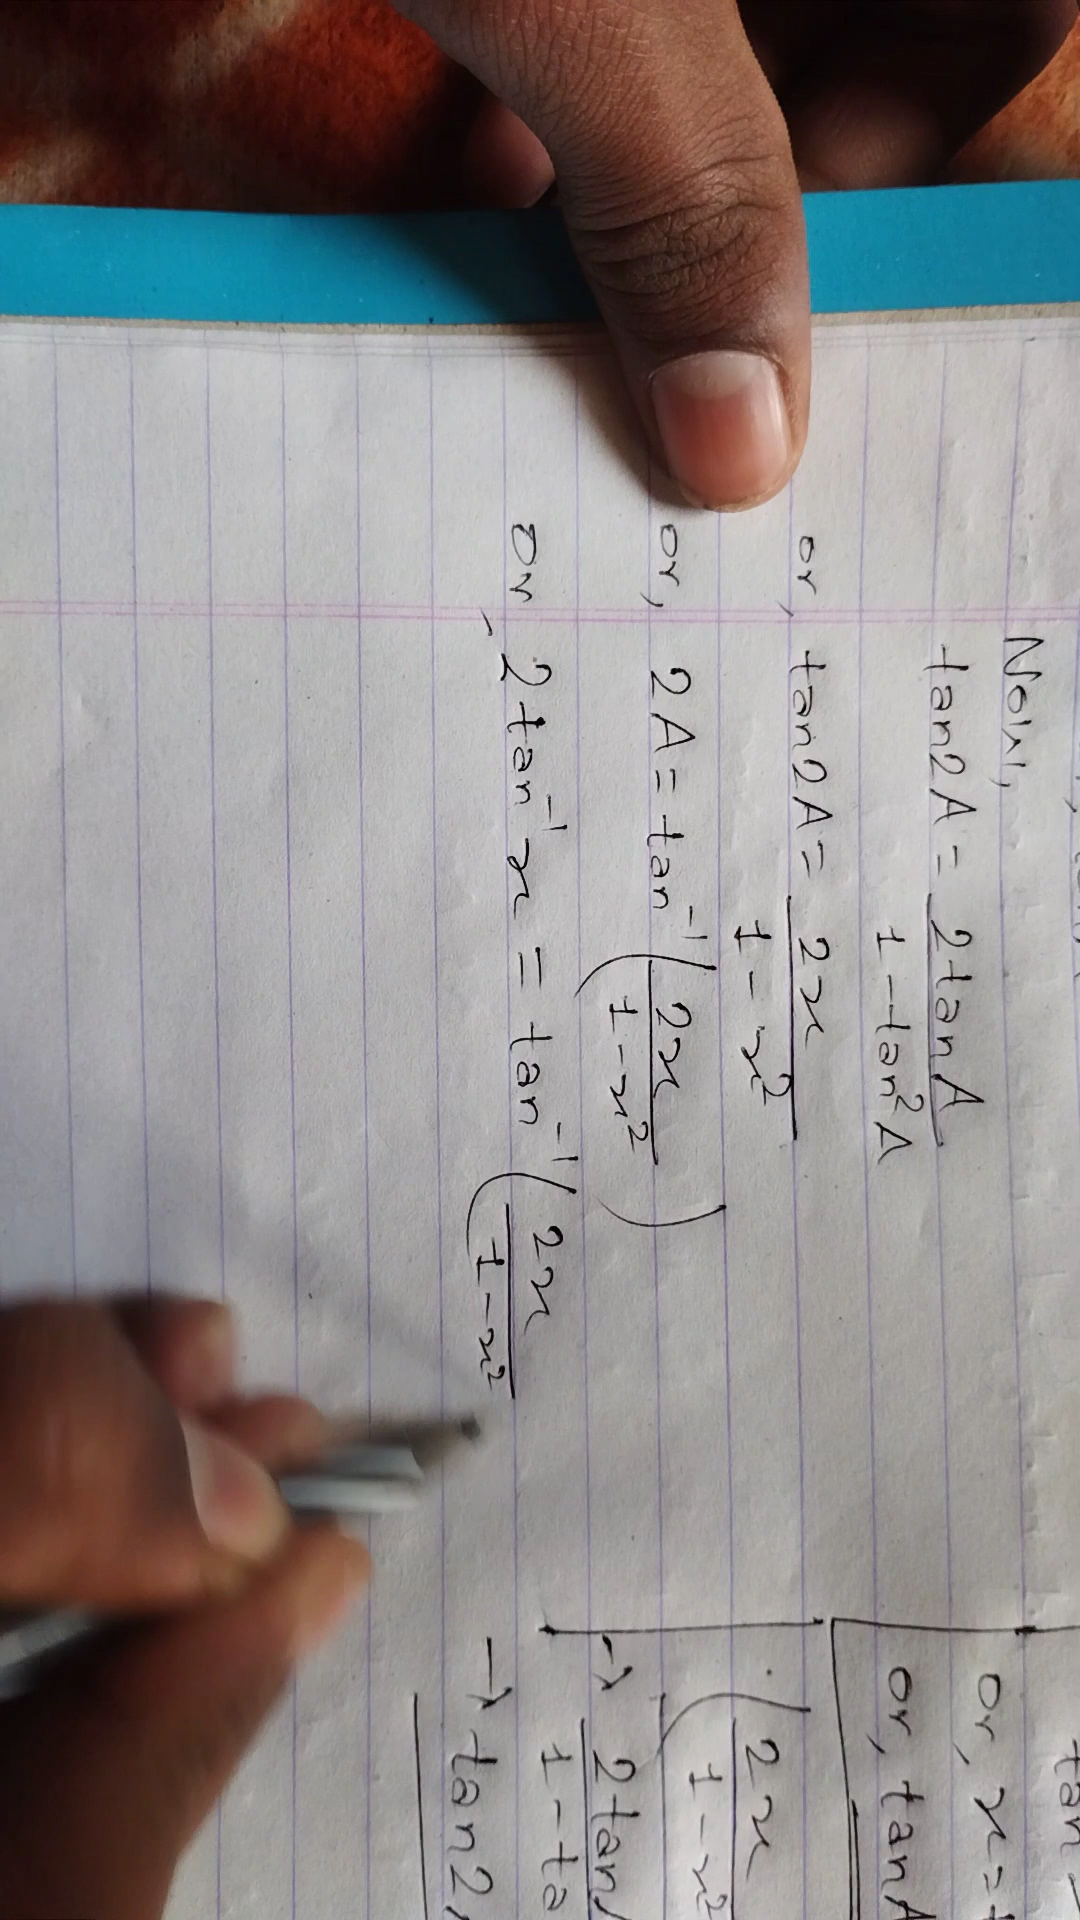 Now,
tan2A = 2tanA / 1 - tan²A
or, tan2A = 2x / 1 - x²
or, 2A = tan⁻¹ (2x / 1 - x²)
or, 2tan⁻¹x = tan⁻¹ (2x / 1 - x²
or, x =
or, tanA
(2x / 1 - x²
→ 2tan / 1 - ta
→ tan2